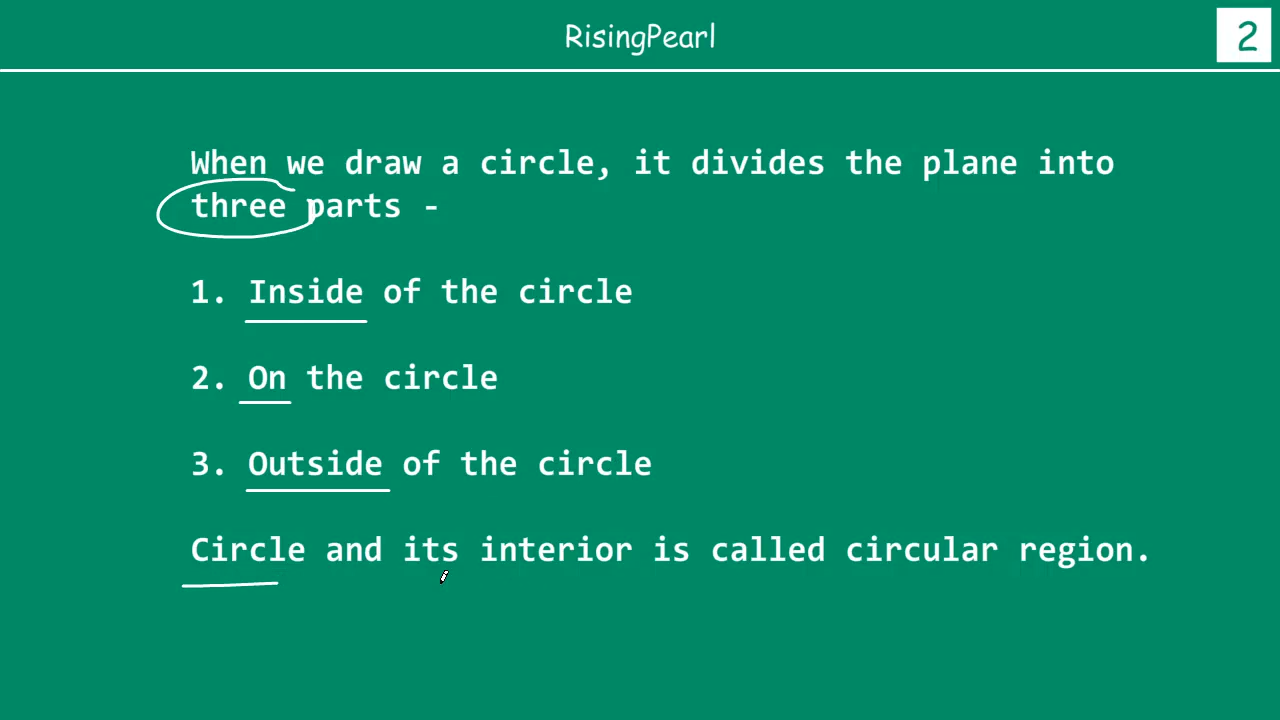 RisingPearl
2
When we draw a circle, it divides the plane into
three parts -
1. Inside of the circle
2. On the circle
3. Outside of the circle
Circle and its interior is called circular region.